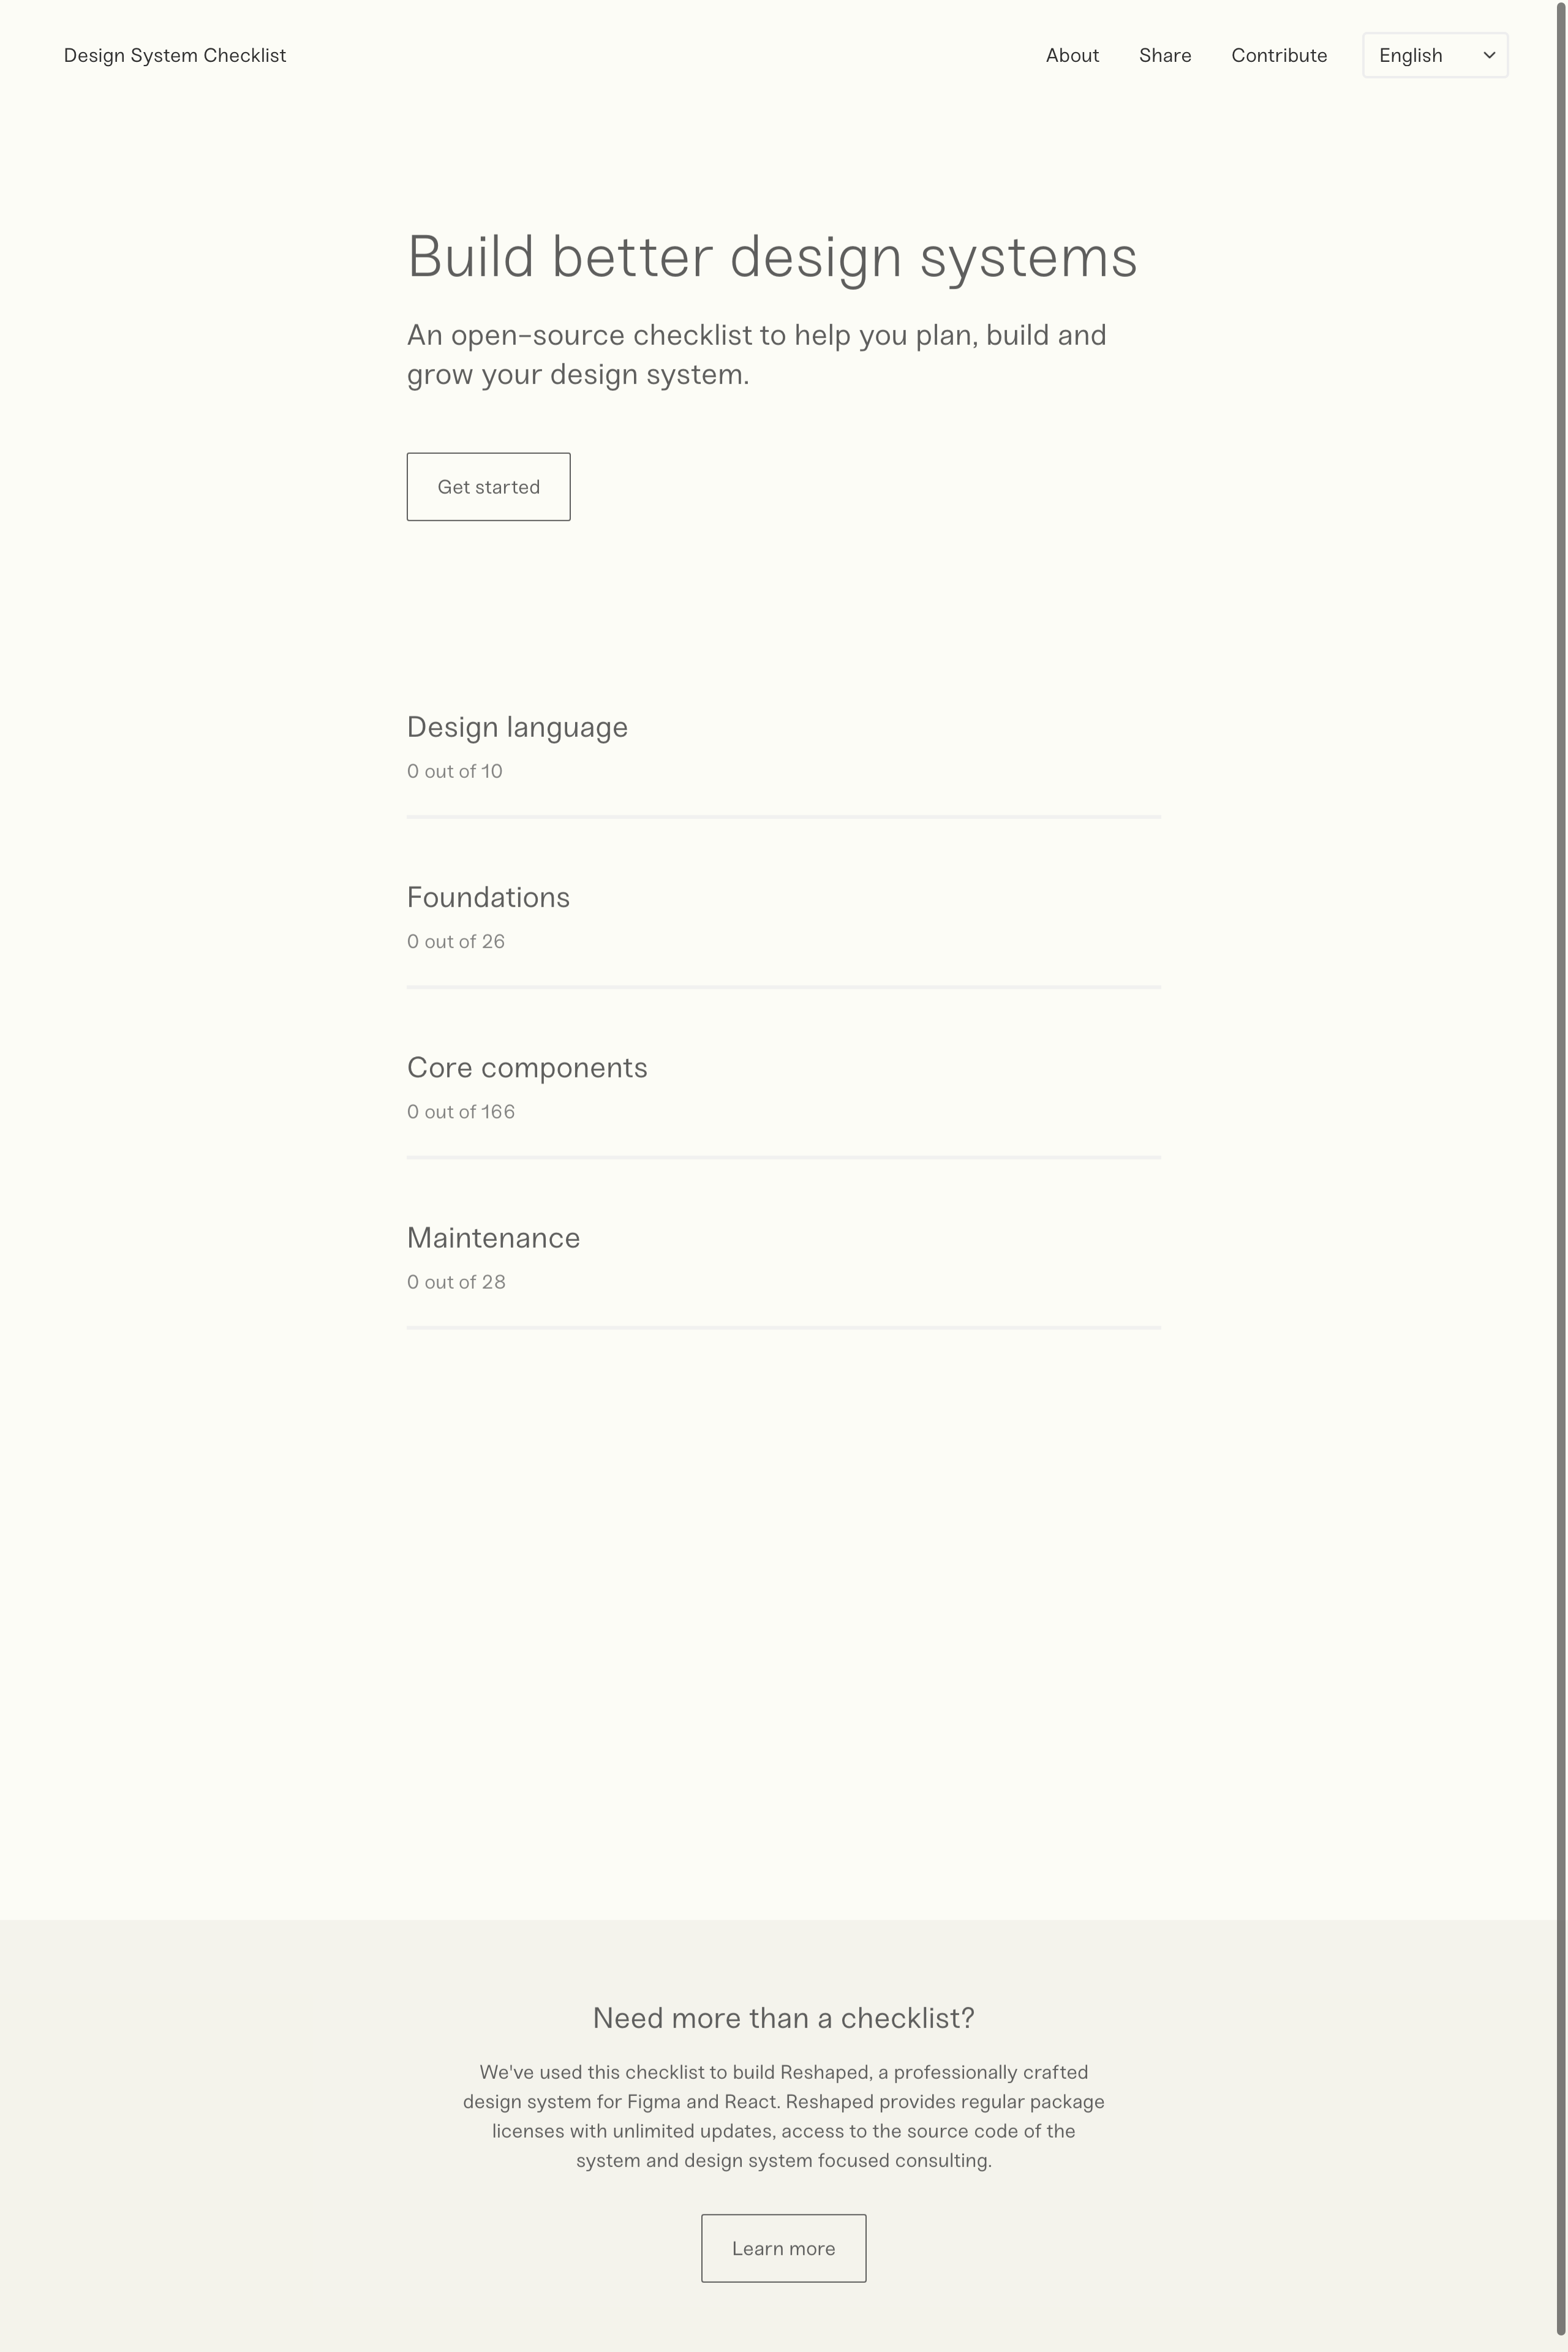 Design System Checklist
About
Share
Contribute
English
Build better design systems
An open-source checklist to help you plan, build and
grow your design system.
Get started
Design language
0 out of 10
Foundations
0 out of 26
Core components
0 out of 166
Maintenance
0 out of 28
Need more than a checklist?
We've used this checklist to build Reshaped, a professionally crafted
design system for Figma and React. Reshaped provides regular package
licenses with unlimited updates, access to the source code of the
system and design system focused consulting.
Learn more